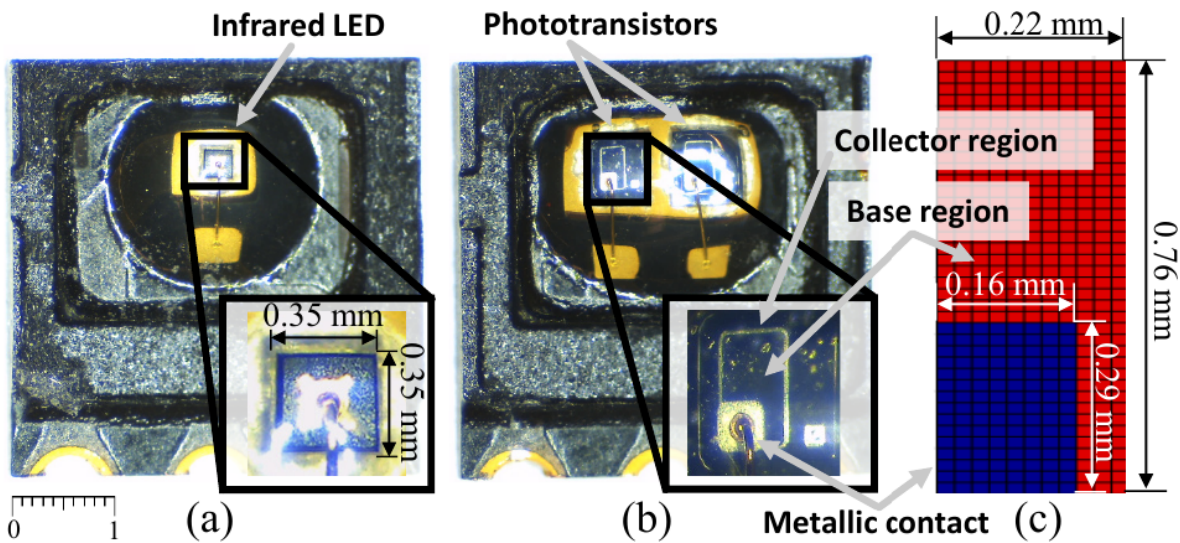 Infrared LED
Phototransistors
0.22 mm
Collector region
Base region
0.76 mm
0.16 mm
0.29 mm
0.35 mm
0.35 mm
0
1
(a)
(b)
Metallic contact
(c)